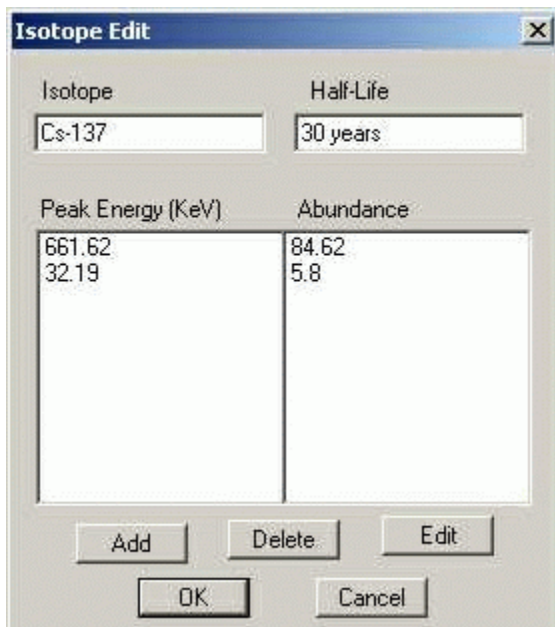 Isotope Edit
Isotope Half-Life
Cs-137 30 years
Peak Energy (KeV) Abundance
661.62 84.62
32.19 5.8
Add Delete Edit
OK Cancel